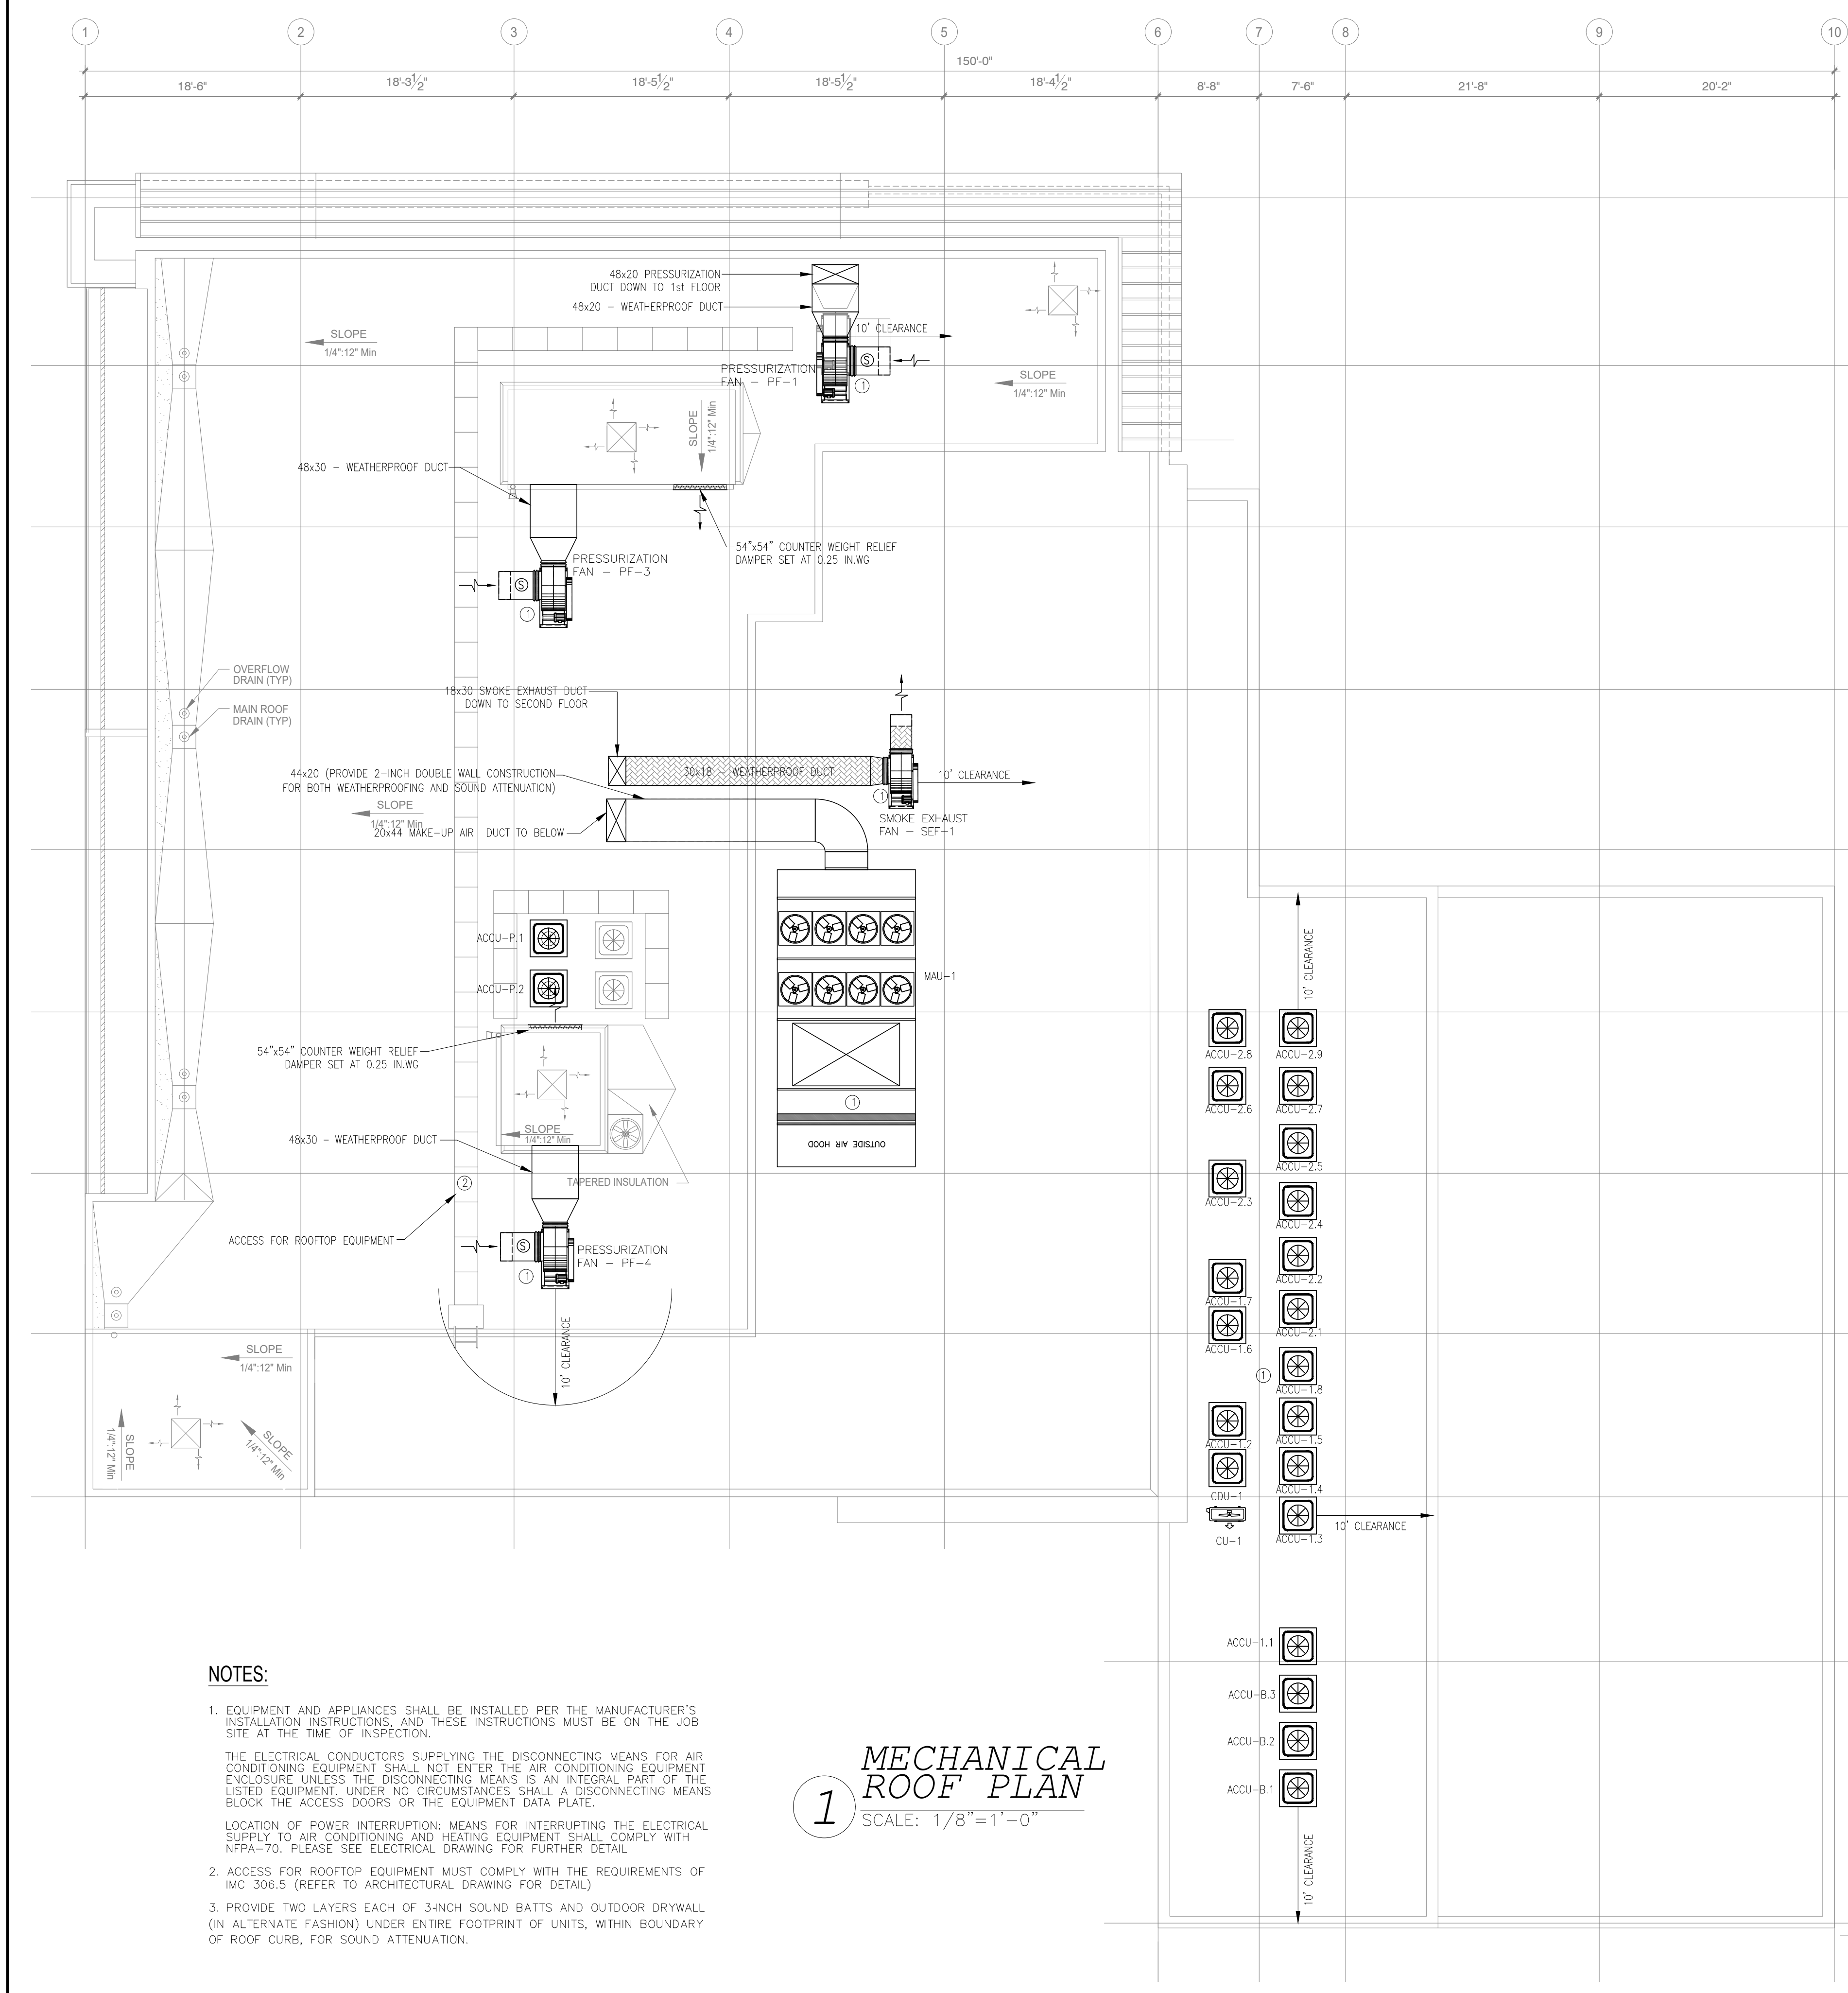 1 2 3 4 5 6 7 8 9 10
150'-0"
18'-6" 18'-3½" 18'-5½" 18'-5½" 18'-4½" 8'-8" 7'-6" 21'-8" 20'-2"
48x20 PRESSURIZATION
DUCT DOWN TO 1st FLOOR
48x20 - WEATHERPROOF DUCT
10' CLEARANCE
SLOPE
1/4":12" Min
S
PRESSURIZATION
FAN - PF-1
1
SLOPE
1/4":12" Min
SLOPE
1/4":12" Min
48x30 - WEATHERPROOF DUCT
54"x54" COUNTER WEIGHT RELIEF
DAMPER SET AT 0.25 IN.WG
PRESSURIZATION
FAN - PF-3
S
1
OVERFLOW
DRAIN (TYP)
MAIN ROOF
DRAIN (TYP)
18x30 SMOKE EXHAUST DUCT
DOWN TO SECOND FLOOR
30x18 - WEATHERPROOF DUCT
10' CLEARANCE
44x20 (PROVIDE 2-INCH DOUBLE WALL CONSTRUCTION
FOR BOTH WEATHERPROOFING AND SOUND ATTENUATION)
1
SLOPE
1/4":12" Min
SMOKE EXHAUST
FAN - SEF-1
20x44 MAKE-UP AIR DUCT TO BELOW
ACCU-P.1
ACCU-P.2
MAU-1
1
OUTSIDE AIR HOOD
54"x54" COUNTER WEIGHT RELIEF
DAMPER SET AT 0.25 IN.WG
SLOPE
1/4":12" Min
48x30 - WEATHERPROOF DUCT
TAPERED INSULATION
2
ACCESS FOR ROOFTOP EQUIPMENT
S
PRESSURIZATION
FAN - PF-4
1
10' CLEARANCE
SLOPE
1/4":12" Min
SLOPE
1/4":12" Min
SLOPE
1/4":12" Min
10' CLEARANCE
ACCU-2.8 ACCU-2.9
ACCU-2.6 ACCU-2.7
ACCU-2.5
ACCU-2.3
ACCU-2.4
ACCU-2.2
ACCU-1.7
ACCU-2.1
ACCU-1.6
1
ACCU-1.8
ACCU-1.5
ACCU-1.2
ACCU-1.4
CDU-1
CU-1
ACCU-1.3
10' CLEARANCE
ACCU-1.1
ACCU-B.3
ACCU-B.2
ACCU-B.1
10' CLEARANCE
NOTES:
1. EQUIPMENT AND APPLIANCES SHALL BE INSTALLED PER THE MANUFACTURER'S
INSTALLATION INSTRUCTIONS, AND THESE INSTRUCTIONS MUST BE ON THE JOB
SITE AT THE TIME OF INSPECTION.
THE ELECTRICAL CONDUCTORS SUPPLYING THE DISCONNECTING MEANS FOR AIR
CONDITIONING EQUIPMENT SHALL NOT ENTER THE AIR CONDITIONING EQUIPMENT
ENCLOSURE UNLESS THE DISCONNECTING MEANS IS AN INTEGRAL PART OF THE
LISTED EQUIPMENT. UNDER NO CIRCUMSTANCES SHALL A DISCONNECTING MEANS
BLOCK THE ACCESS DOORS OR THE EQUIPMENT DATA PLATE.
LOCATION OF POWER INTERRUPTION: MEANS FOR INTERRUPTING THE ELECTRICAL
SUPPLY TO AIR CONDITIONING AND HEATING EQUIPMENT SHALL COMPLY WITH
NFPA-70. PLEASE SEE ELECTRICAL DRAWING FOR FURTHER DETAIL
2. ACCESS FOR ROOFTOP EQUIPMENT MUST COMPLY WITH THE REQUIREMENTS OF
IMC 306.5 (REFER TO ARCHITECTURAL DRAWING FOR DETAIL)
3. PROVIDE TWO LAYERS EACH OF 3-INCH SOUND BATTS AND OUTDOOR DRYWALL
(IN ALTERNATE FASHION) UNDER ENTIRE FOOTPRINT OF UNITS, WITHIN BOUNDARY
OF ROOF CURB, FOR SOUND ATTENUATION.
1
MECHANICAL
ROOF PLAN
SCALE: 1/8"=1'-0"